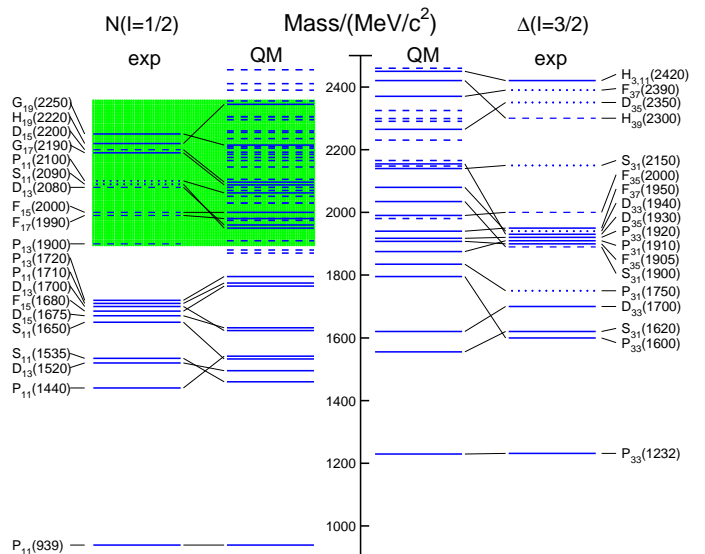 N(I=1/2) Mass/(MeV/c²) Δ(I=3/2)
exp QM QM exp
G₁₉(2250)
H₁₉(2220)
D₁₅(2200)
G₁₇(2190)
P₁₁(2100)
S₁₁(2090)
D₁₃(2080)
F₁₅(2000)
F₁₇(1990)
P₁₃(1900)
P₁₃(1720)
P₁₁(1710)
D₁₃(1700)
F₁₅(1680)
D₁₅(1675)
S₁₁(1650)
S₁₁(1535)
D₁₃(1520)
P₁₁(1440)
P₁₁(939)
2400
2200
2000
1800
1600
1400
1200
1000
H₃,₁₁(2420)
F₃₇(2390)
D₃₅(2350)
H₃₉(2300)
S₃₁(2150)
F₃₅(2000)
F₃₇(1950)
D₃₃(1940)
D₃₅(1930)
P₃₃(1920)
P₃₁(1910)
F₃₅(1905)
S₃₁(1900)
P₃₁(1750)
D₃₃(1700)
S₃₁(1620)
P₃₃(1600)
P₃₃(1232)